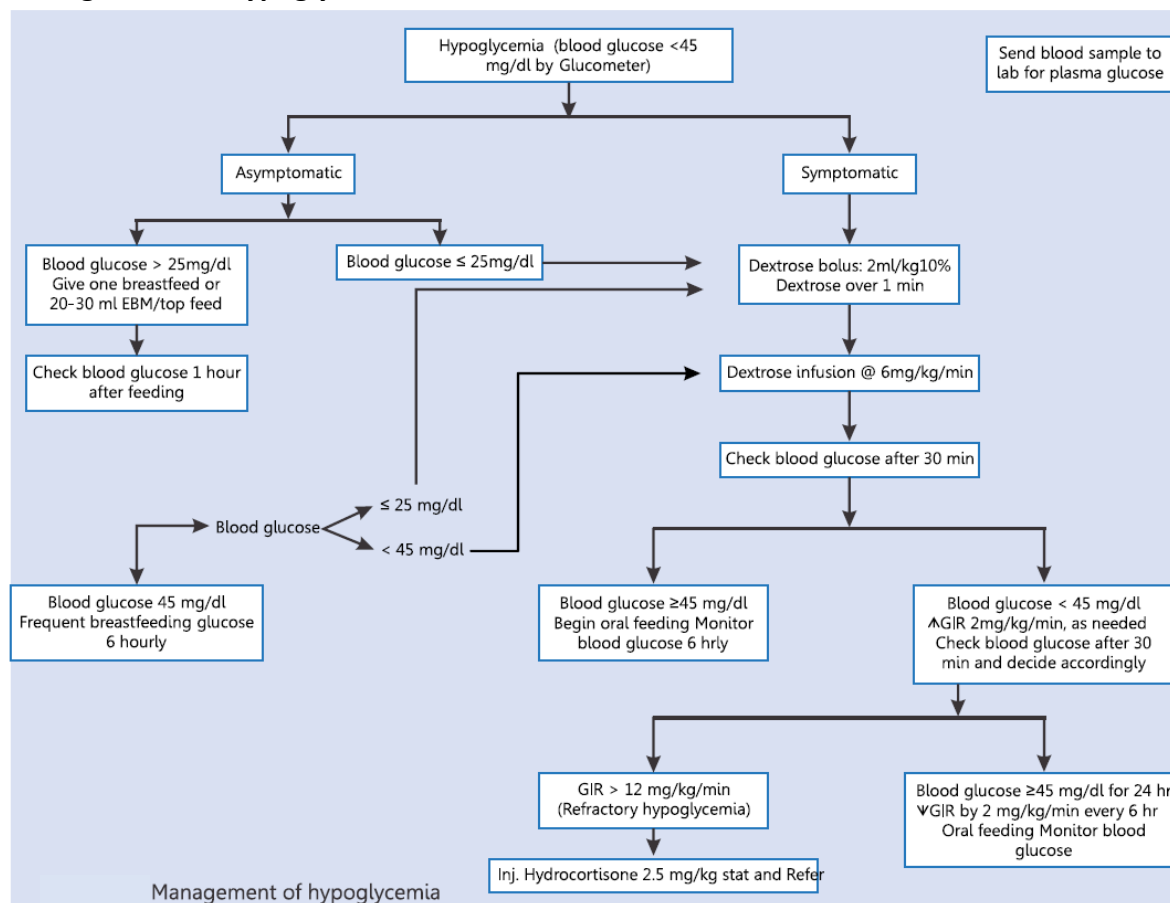 Hypoglycemia (blood glucose <45
mg/dl by Glucometer)
Send blood sample to
lab for plasma glucose
Asymptomatic
Symptomatic
Blood glucose > 25mg/dl
Give one breastfeed or
20-30 ml EBM/top feed
Blood glucose ≤ 25mg/dl
Dextrose bolus: 2ml/kg10%
Dextrose over 1 min
Check blood glucose 1 hour
after feeding
Dextrose infusion @ 6mg/kg/min
Check blood glucose after 30 min
≤ 25 mg/dl
Blood glucose
< 45 mg/dl
Blood glucose 45 mg/dl
Frequent breastfeeding glucose
6 hourly
Blood glucose ≥45 mg/dl
Begin oral feeding Monitor
blood glucose 6 hrly
Blood glucose < 45 mg/dl
↑GIR 2mg/kg/min, as needed
Check blood glucose after 30
min and decide accordingly
GIR > 12 mg/kg/min
(Refractory hypoglycemia)
Blood glucose ≥45 mg/dl for 24 hr
↓GIR by 2 mg/kg/min every 6 hr
Oral feeding Monitor blood
glucose
Inj. Hydrocortisone 2.5 mg/kg stat and Refer
Management of hypoglycemia